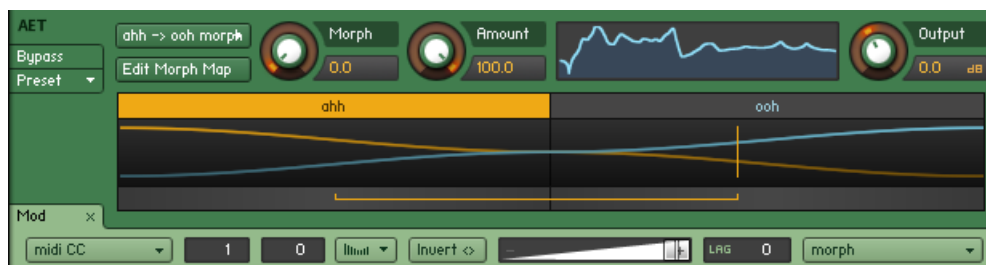 AET
Bypass
Preset
ahh -> ooh morph
Edit Morph Map
Morph
0.0
Amount
100.0
Output
0.0 dB
ahh
ooh
Mod
midi CC
1
0
Invert <>
LAG 0
morph